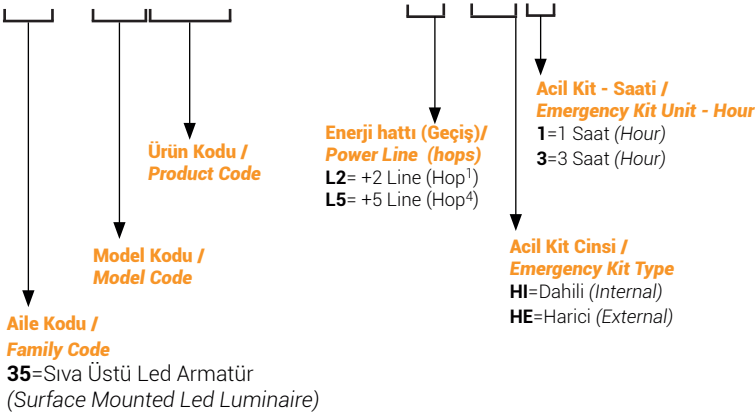 Acil Kit - Saati /
Emergency Kit Unit - Hour
1=1 Saat (Hour)
3=3 Saat (Hour)
Enerji hattı (Geçiş)/
Power Line (hops)
L2= +2 Line (Hop¹)
L5= +5 Line (Hop⁴)
Ürün Kodu /
Product Code
Acil Kit Cinsi /
Emergency Kit Type
HI=Dahili (Internal)
HE=Harici (External)
Model Kodu /
Model Code
Aile Kodu /
Family Code
35=Sıva Üstü Led Armatür
(Surface Mounted Led Luminaire)